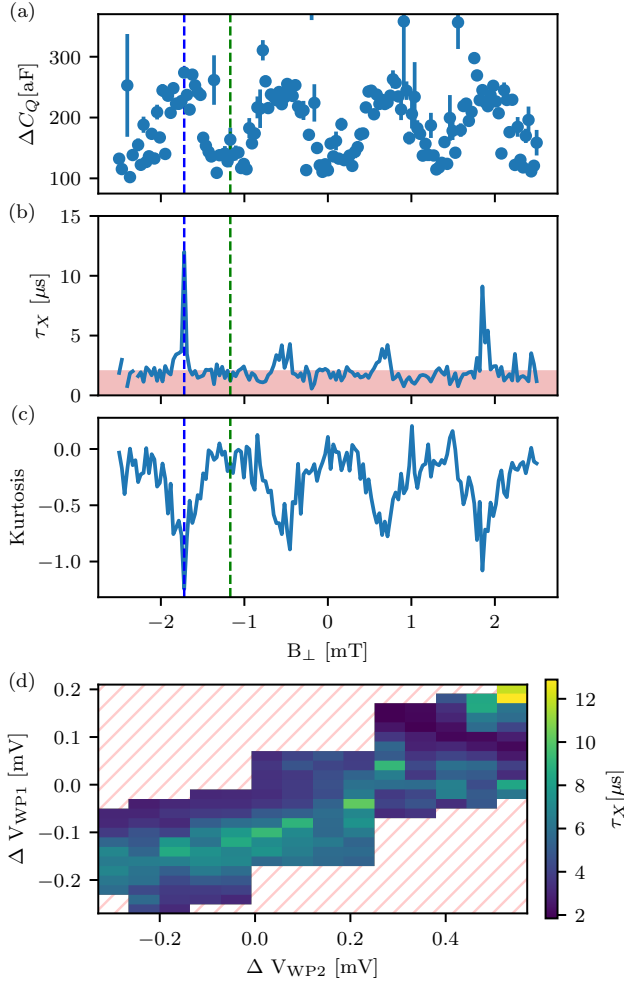 (a)
300
200
100
ΔC_Q[aF]
(b)
15
10
5
0
τ_X [μs]
(c)
0.0
−0.5
−1.0
Kurtosis
−2 −1 0 1 2
B_⊥ [mT]
(d)
0.2
0.1
0.0
−0.1
−0.2
Δ V_WP1 [mV]
−0.2 0.0 0.2 0.4
Δ V_WP2 [mV]
12
10
8
6
4
2
τ_X[μs]